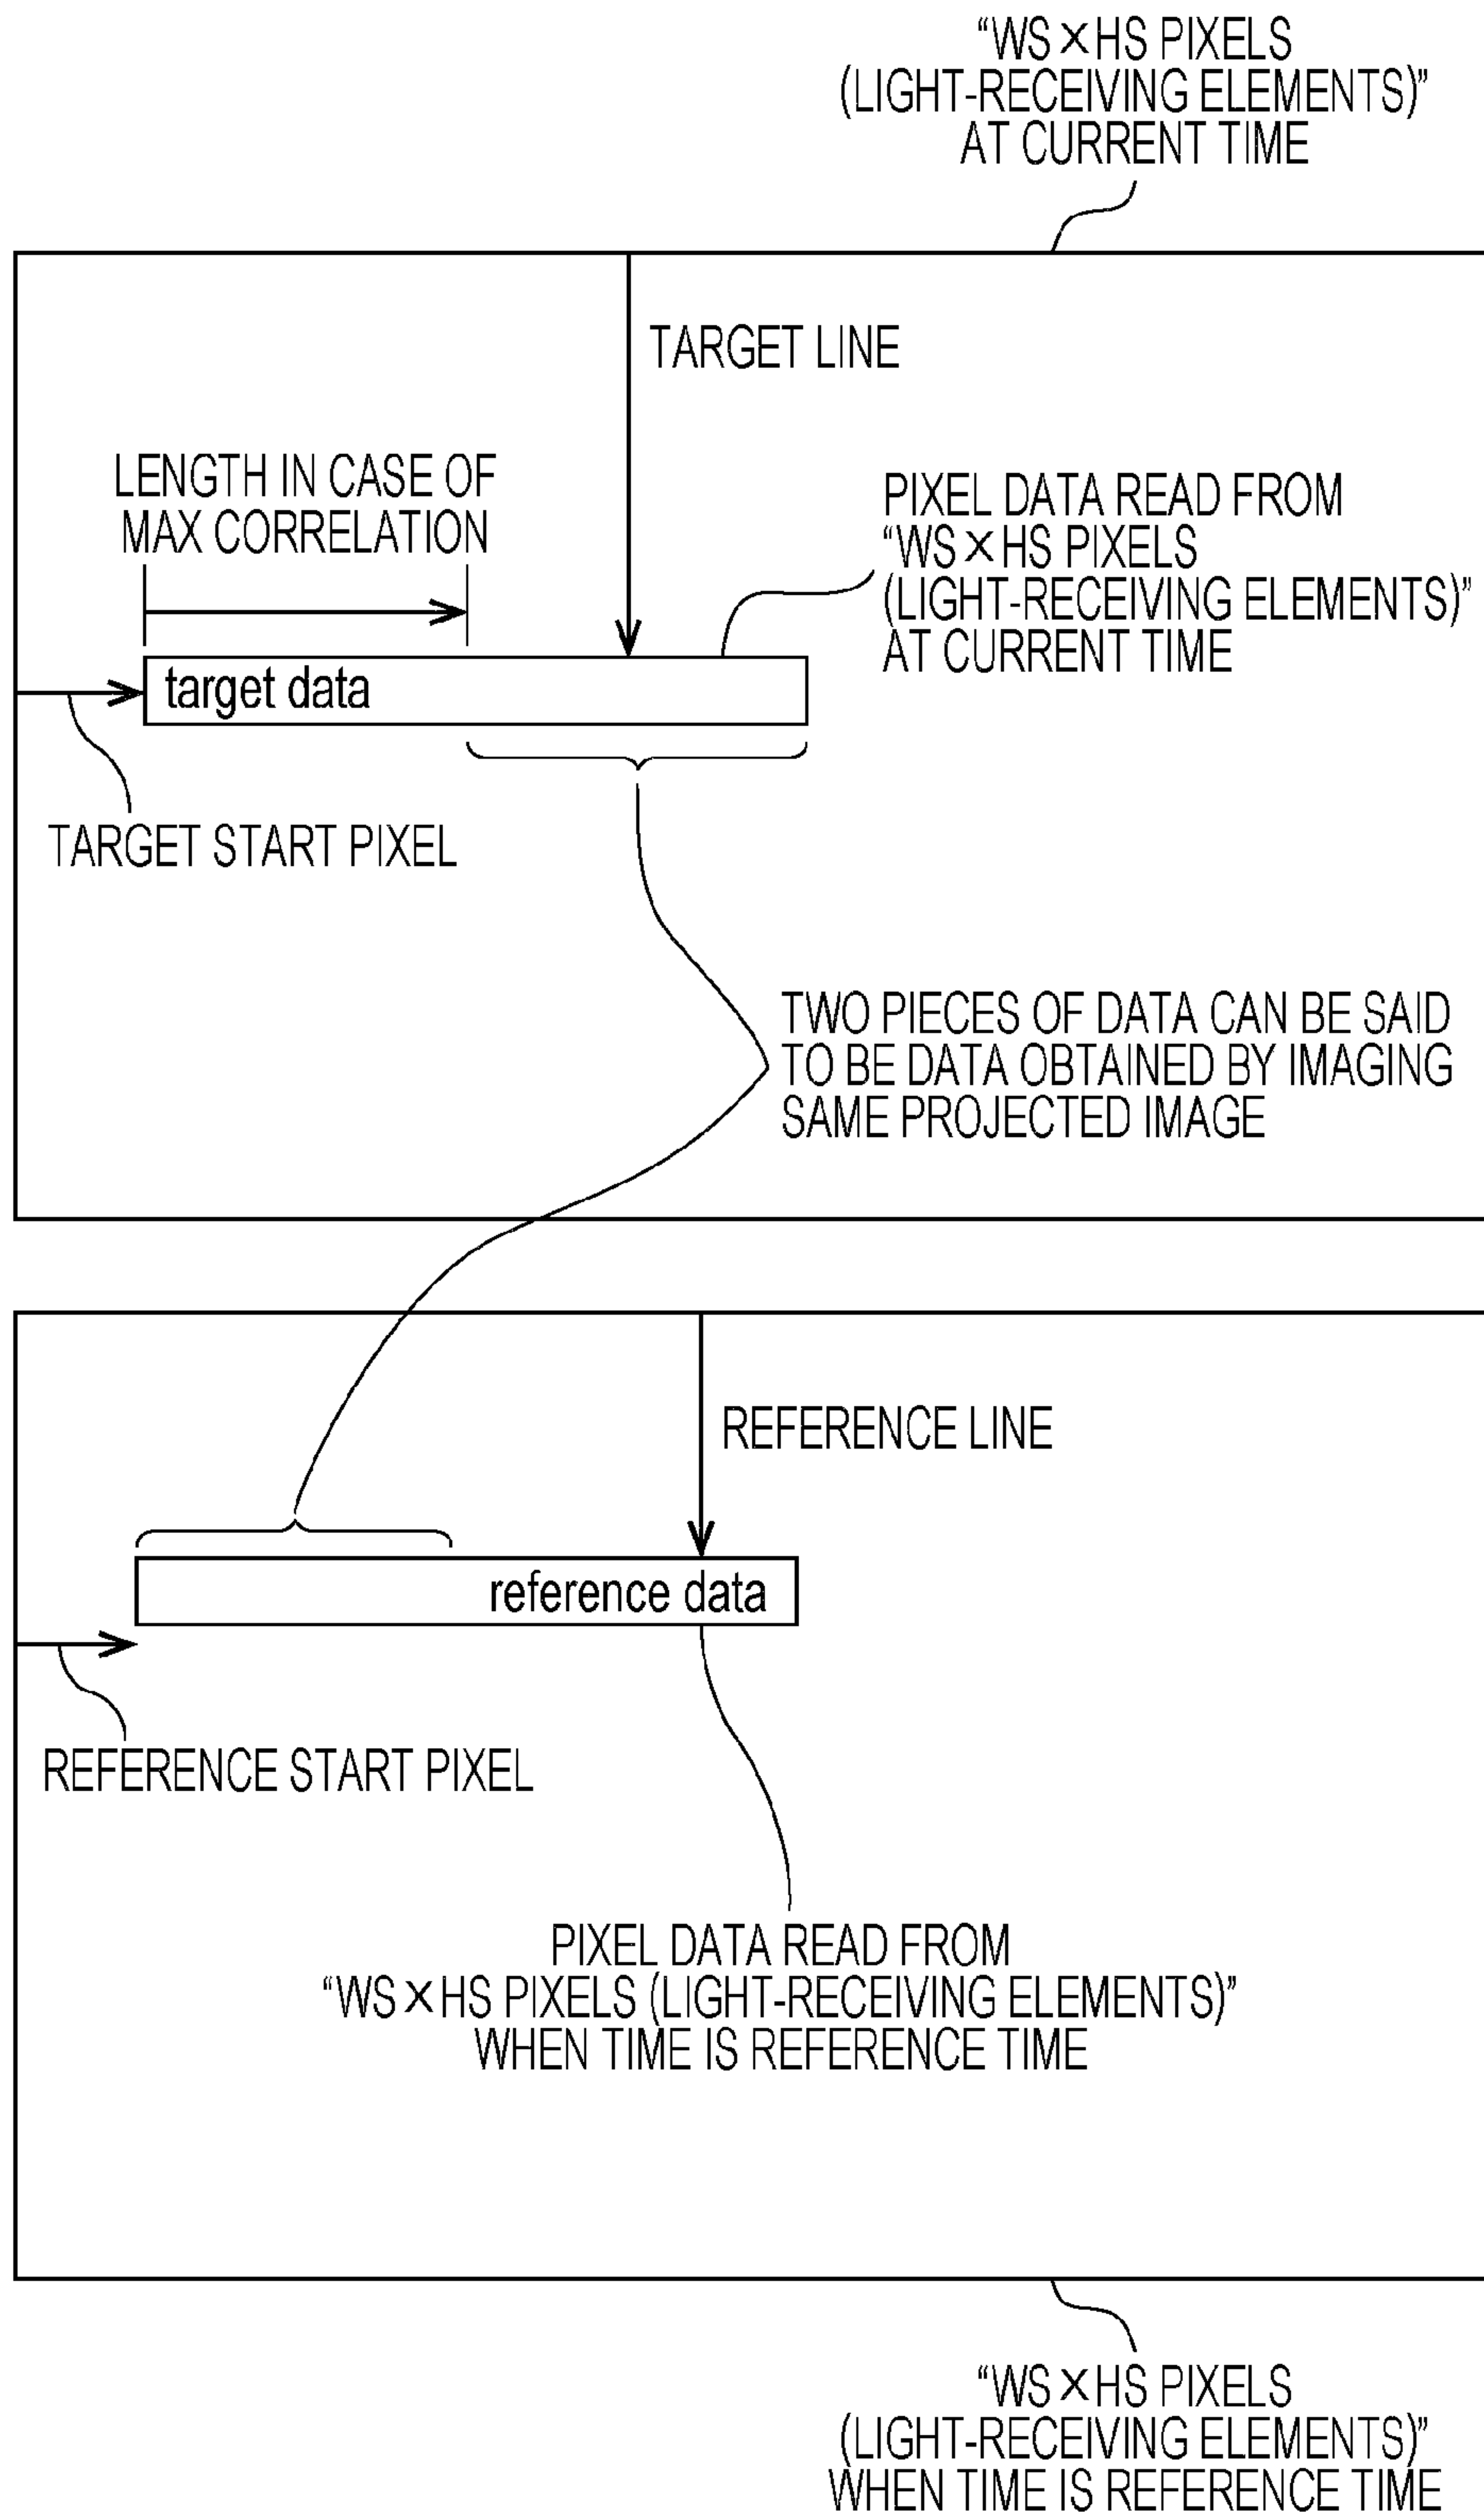 “WS×HS PIXELS
(LIGHT-RECEIVING ELEMENTS)”
AT CURRENT TIME
TARGET LINE
LENGTH IN CASE OF
MAX CORRELATION
PIXEL DATA READ FROM
“WS×HS PIXELS
(LIGHT-RECEIVING ELEMENTS)”
AT CURRENT TIME
target data
TARGET START PIXEL
TWO PIECES OF DATA CAN BE SAID
TO BE DATA OBTAINED BY IMAGING
SAME PROJECTED IMAGE
REFERENCE LINE
reference data
REFERENCE START PIXEL
PIXEL DATA READ FROM
“WS×HS PIXELS (LIGHT-RECEIVING ELEMENTS)”
WHEN TIME IS REFERENCE TIME
“WS×HS PIXELS
(LIGHT-RECEIVING ELEMENTS)”
WHEN TIME IS REFERENCE TIME